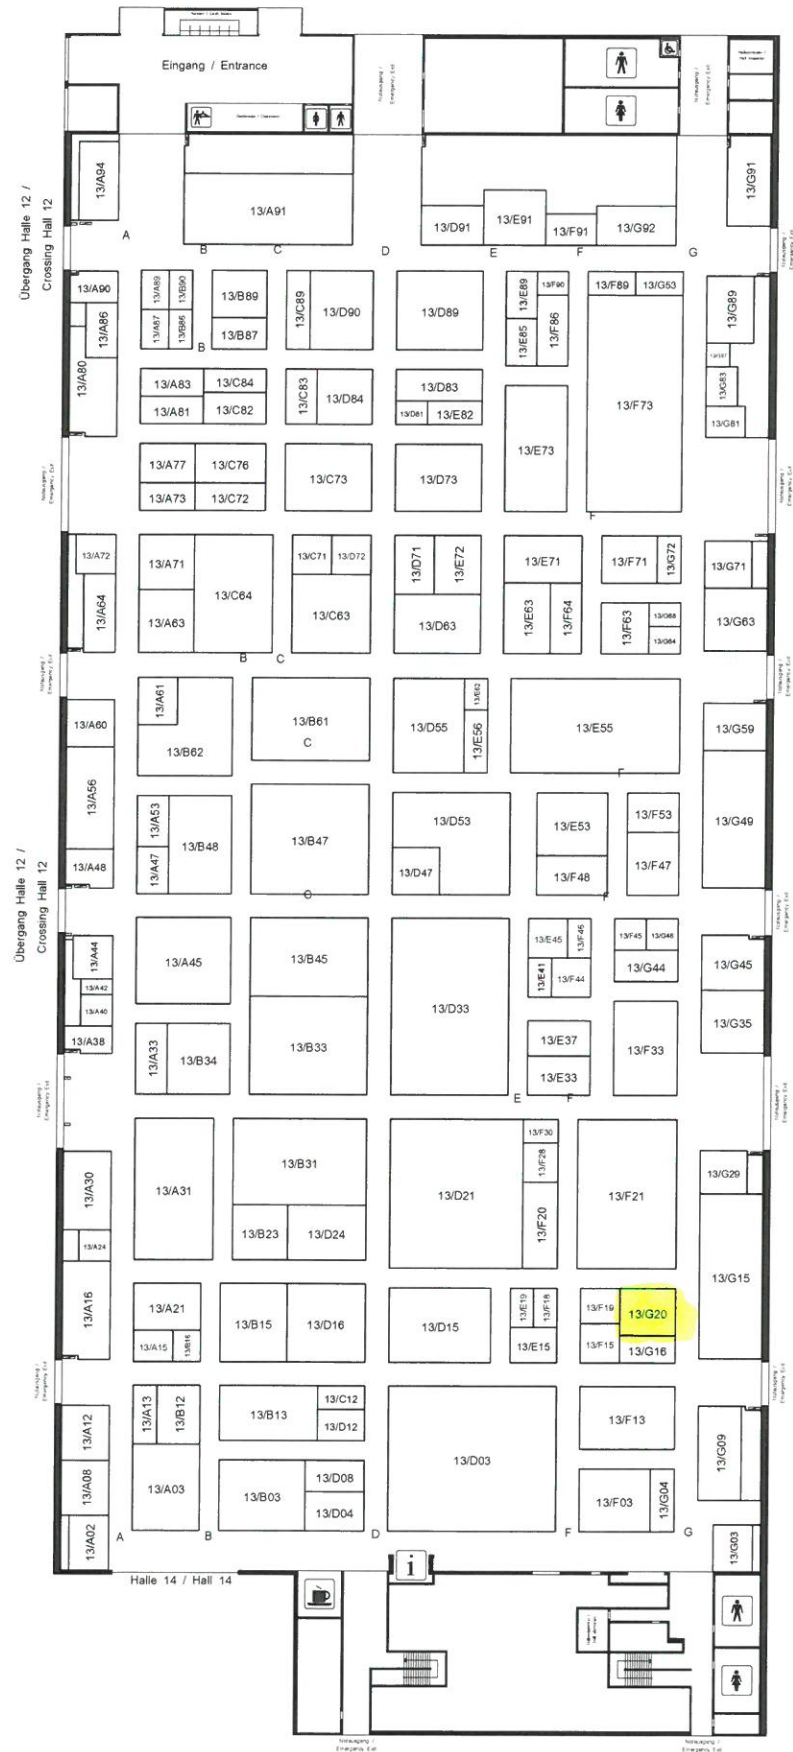 Eingang / Entrance
Notausgang /
Emergency Exit
Notausgang /
Emergency Exit
13/A94
13/A91
13/D91
13/E91
13/F91
13/G92
13/G91
Übergang Halle 12 /
Crossing Hall 12
A
B
C
D
E
F
G
13/A90
13/A86
13/A80
13/A89
13/B90
13/A87
13/B86
B
13/B89
13/B87
13/C89
13/D90
13/D89
13/E89
13/F90
13/E85
13/F86
13/F89
13/G53
13/F73
13/G89
13/G83
13/G81
13/A83
13/C84
13/A81
13/C82
13/C83
13/D84
13/D83
13/D81
13/E82
13/E73
13/A77
13/C76
13/A73
13/C72
13/C73
13/D73
F
Notausgang /
Emergency Exit
13/A72
13/A64
13/A71
13/A63
13/C64
13/C71
13/D72
13/C63
13/D71
13/E72
13/D63
13/E71
13/E63
13/F64
13/F71
13/G72
13/F63
13/G68
13/G64
13/G71
13/G63
B
C
13/A60
13/A56
13/A48
13/A61
13/B62
13/B61
C
13/D55
13/E62
13/E56
13/E55
F
13/G59
13/G49
13/A53
13/A47
13/B48
13/B47
C
13/D53
13/D47
13/E53
13/F48
F
13/F53
13/F47
Übergang Halle 12 /
Crossing Hall 12
13/A44
13/A42
13/A40
13/A38
13/A45
13/B45
13/B33
13/D33
13/E45
13/F46
13/E41
13/F44
13/F45
13/G46
13/G44
13/G45
13/G35
13/A33
13/B34
13/E37
13/E33
13/F33
E
F
13/A30
13/A24
13/A16
13/A31
13/B31
13/B23
13/D24
13/D21
13/F30
13/F28
13/F20
13/F21
13/G29
13/G15
13/A21
13/A15
13/B16
13/B15
13/D16
13/D15
13/E19
13/F18
13/E15
13/F19
13/G20
13/F15
13/G16
13/A12
13/A08
13/A02
13/A13
13/B12
13/A03
13/B13
13/C12
13/D12
13/B03
13/D08
13/D04
13/D03
13/F13
13/F03
13/G04
13/G09
13/G03
A
B
D
F
G
Halle 14 / Hall 14
i
Notausgang /
Emergency Exit
Notausgang /
Emergency Exit